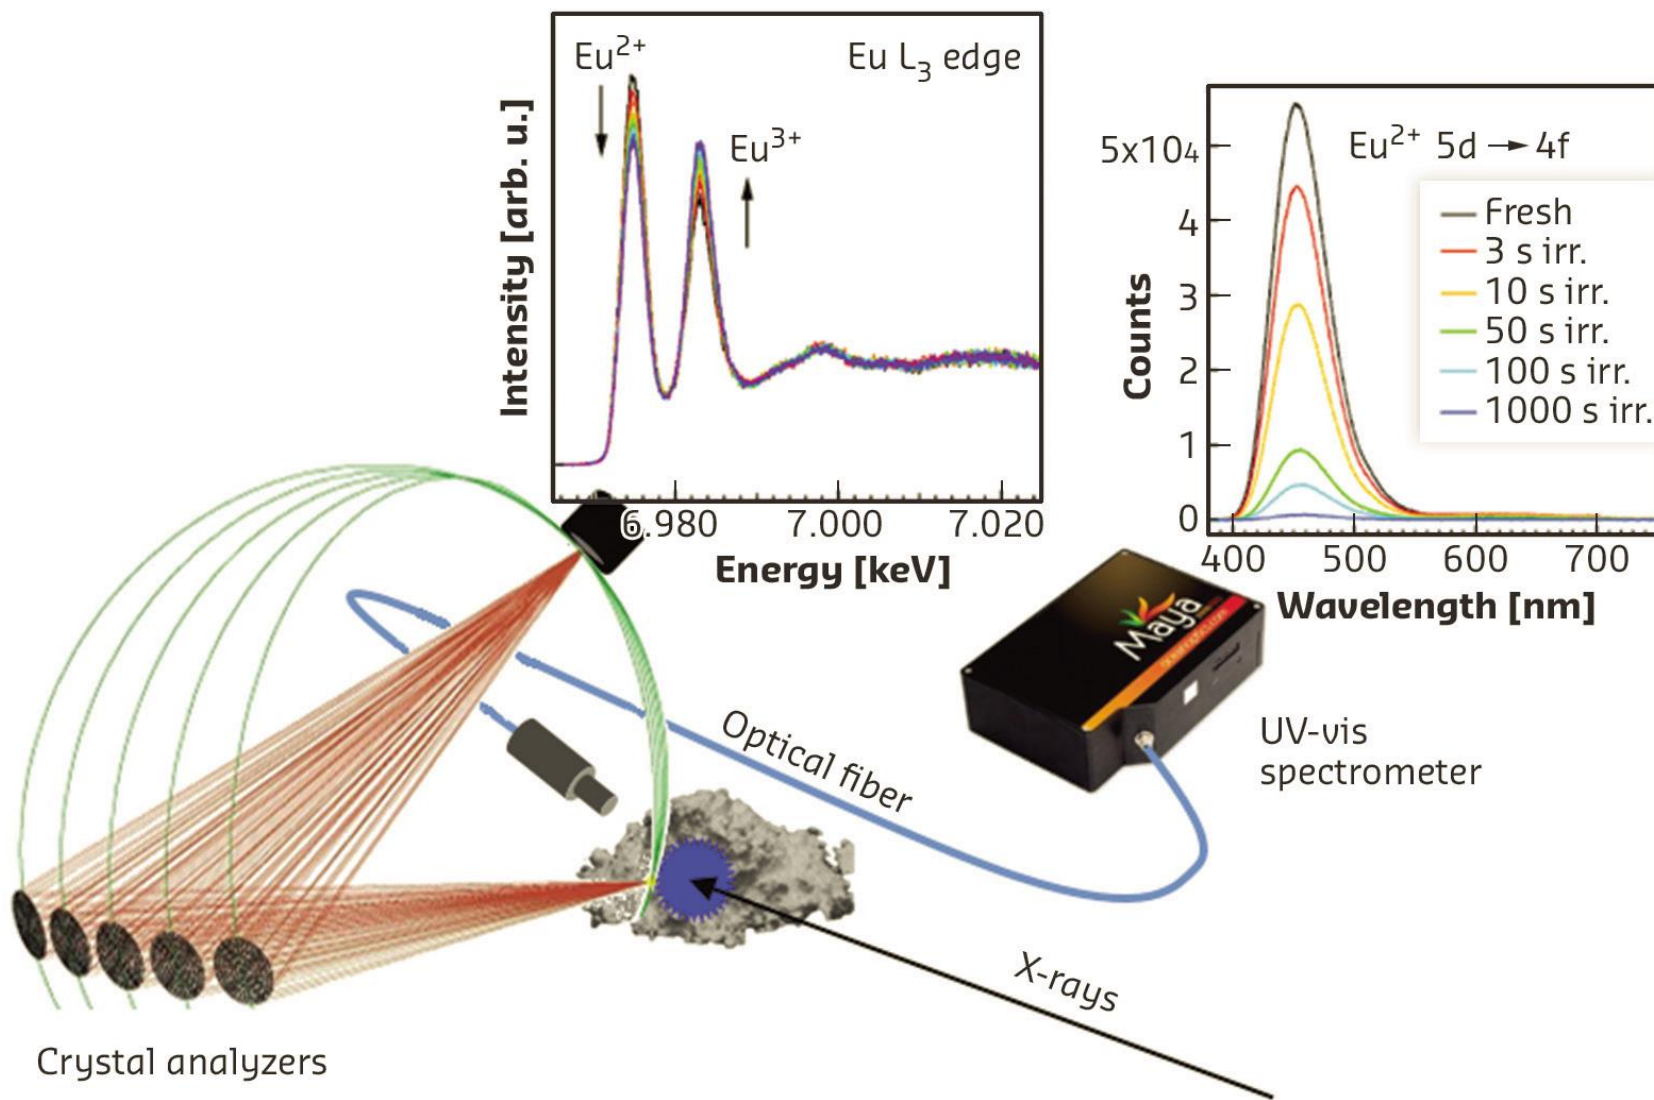 Eu²⁺
Eu L₃ edge
Eu³⁺
Intensity [arb. u.]
6.980
7.000
7.020
Energy [keV]
Eu²⁺ 5d → 4f
5x10⁴
4
3
2
1
0
Counts
Fresh
3 s irr.
10 s irr.
50 s irr.
100 s irr.
1000 s irr.
400
500
600
700
Wavelength [nm]
Maya
Optical fiber
UV-vis
spectrometer
X-rays
Crystal analyzers